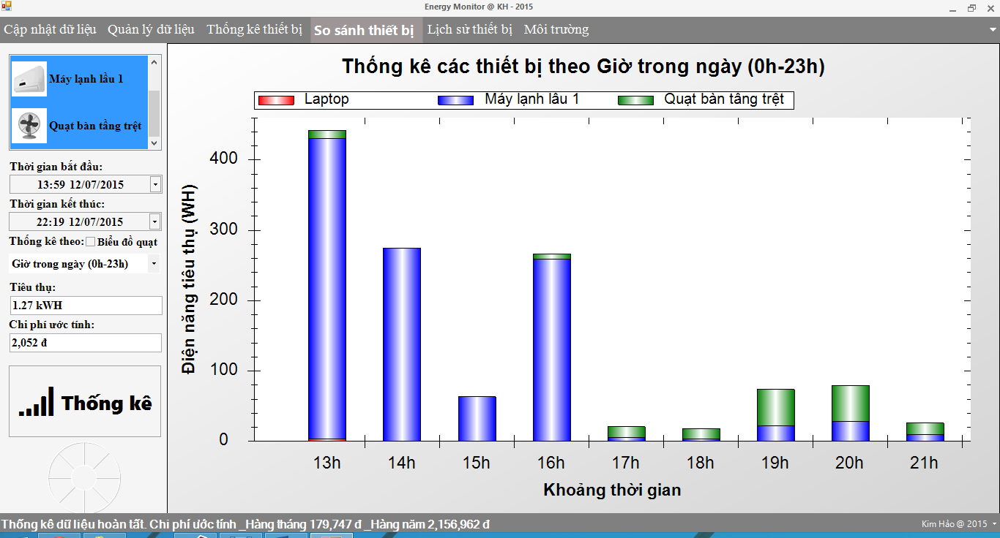 Energy Monitor @ KH - 2015
Cập nhật dữ liệu Quản lý dữ liệu Thống kê thiết bị So sánh thiết bị Lịch sử thiết bị Môi trường
Máy lạnh lầu 1
Quạt bàn tầng trệt
Thời gian bắt đầu:
13:59 12/07/2015
Thời gian kết thúc:
22:19 12/07/2015
Thống kê theo: Biểu đồ quạt
Giờ trong ngày (0h-23h)
Tiêu thụ:
1.27 kWH
Chi phí ước tính:
2,052 đ
Thống kê
Thống kê các thiết bị theo Giờ trong ngày (0h-23h)
Laptop Máy lạnh lầu 1 Quạt bàn tầng trệt
Điện năng tiêu thụ (WH)
400
300
200
100
0
13h 14h 15h 16h 17h 18h 19h 20h 21h
Khoảng thời gian
Thống kê dữ liệu hoàn tất. Chi phí ước tính _Hàng tháng 179,747 đ _Hàng năm 2,156,962 đ
Kim Hảo @ 2015